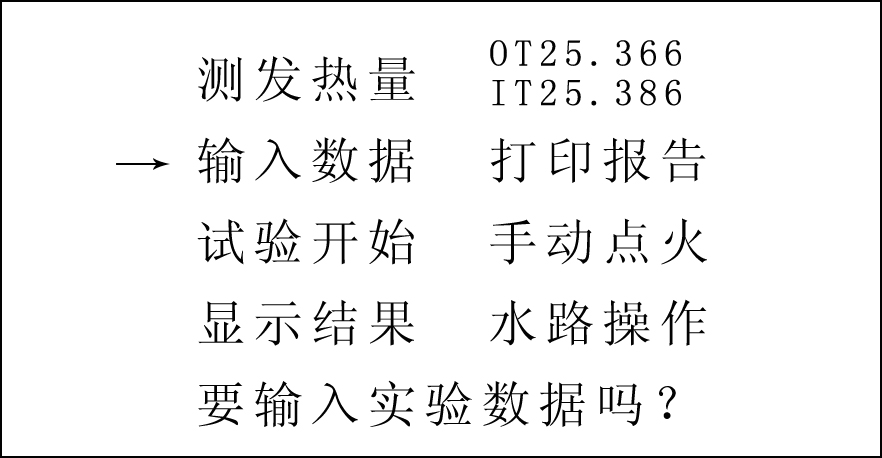 测发热量 OT25.366
IT25.386
→ 输入数据 打印报告
试验开始 手动点火
显示结果 水路操作
要输入实验数据吗？